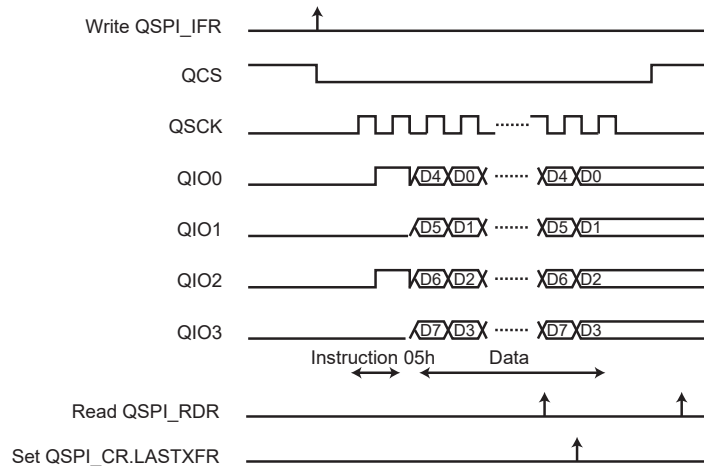 Write QSPI_IFR
QCS
QSCK
QIO0 D4 D0 D4 D0
QIO1 D5 D1 D5 D1
QIO2 D6 D2 D6 D2
QIO3 D7 D3 D7 D3
Instruction 05h Data
Read QSPI_RDR
Set QSPI_CR.LASTXFR